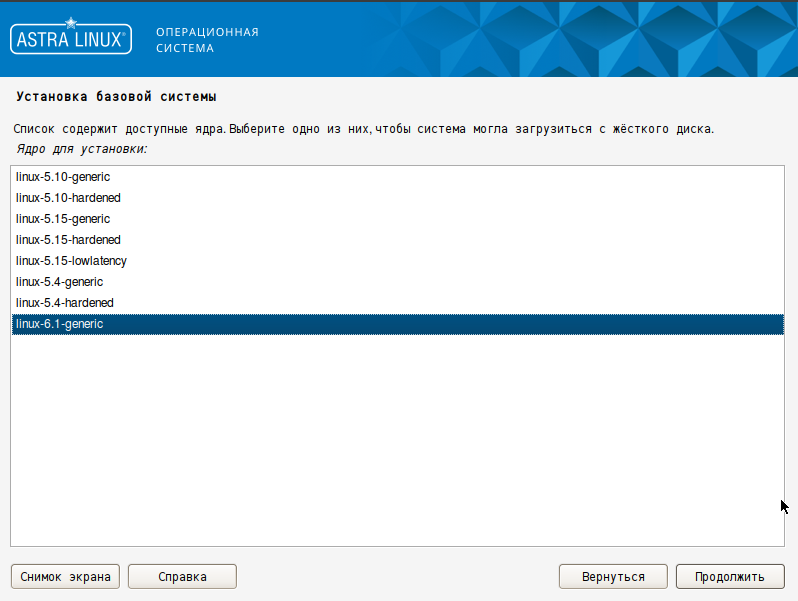 ASTRA LINUX®
ОПЕРАЦИОННАЯ
СИСТЕМА
Установка базовой системы
Список содержит доступные ядра. Выберите одно из них, чтобы система могла загрузиться с жёсткого диска.
Ядро для установки:
linux-5.10-generic
linux-5.10-hardened
linux-5.15-generic
linux-5.15-hardened
linux-5.15-lowlatency
linux-5.4-generic
linux-5.4-hardened
linux-6.1-generic
Снимок экрана Справка Вернуться Продолжить